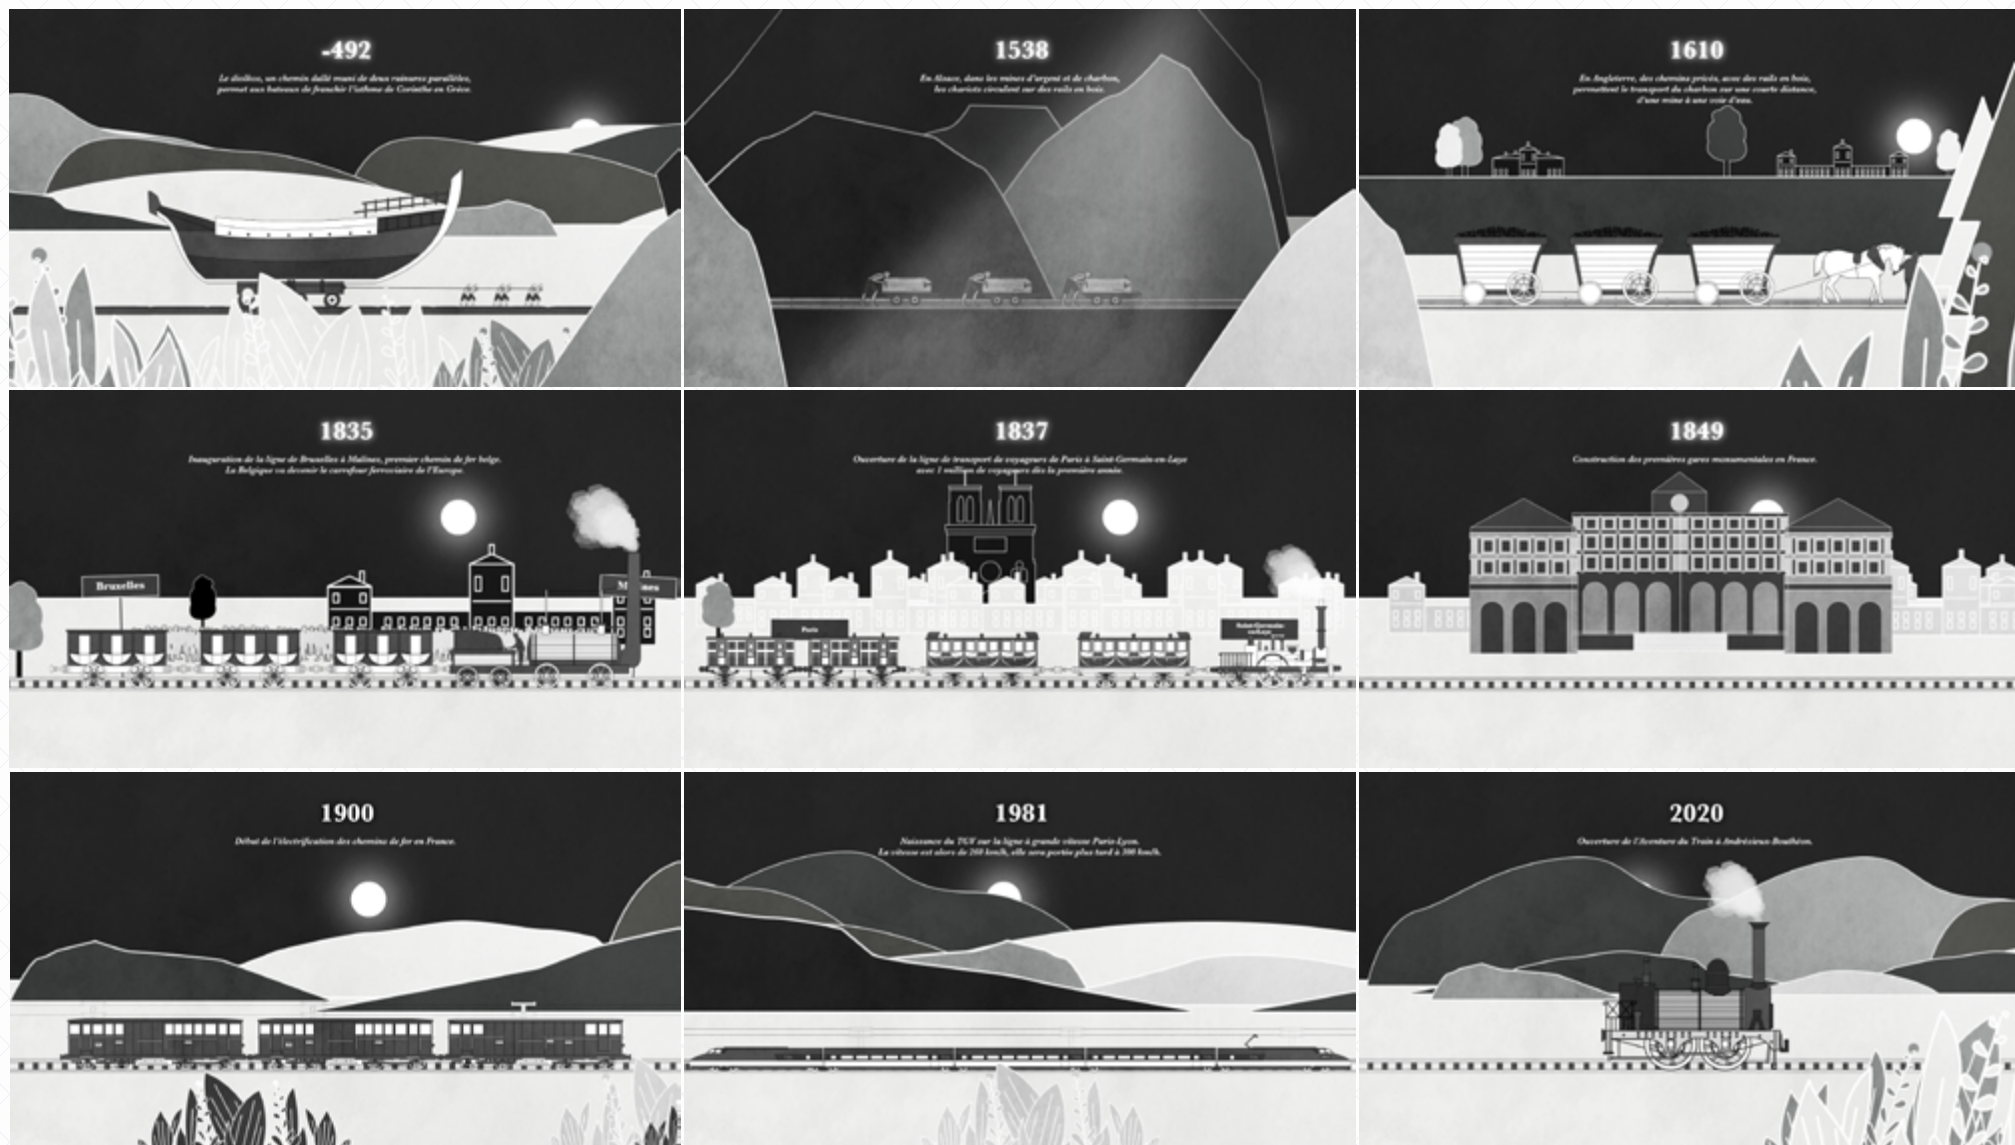 -492
Le diolkos, un chemin dallé muni de deux rainures parallèles,
permet aux bateaux de franchir l'isthme de Corinthe en Grèce.
1538
En Alsace, dans les mines d'argent et de charbon,
les chariots circulent sur des rails en bois.
1610
En Angleterre, des chemins privés, avec des rails en bois,
permettent le transport du charbon sur une courte distance,
d'une mine à une voie d'eau.
1835
Inauguration de la ligne de Bruxelles à Malines, premier chemin de fer belge.
La Belgique va devenir le carrefour ferroviaire de l'Europe.
Bruxelles
1837
Ouverture de la ligne de transport de voyageurs de Paris à Saint-Germain-en-Laye
avec 1 million de voyageurs dès la première année.
Paris
Saint-Germain-
en-Laye
1849
Construction des premières gares monumentales en France.
1900
Début de l'électrification des chemins de fer en France.
1981
Naissance du TGV sur la ligne à grande vitesse Paris-Lyon.
La vitesse est alors de 260 km/h, elle sera portée plus tard à 300 km/h.
2020
Ouverture de l'Aventure du Train à Andrézieux-Bouthéon.